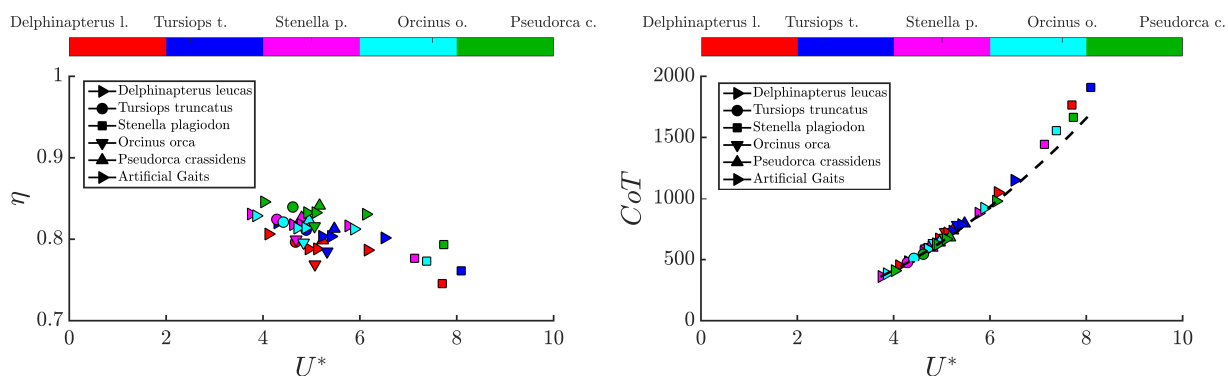 Delphinapterus l. Tursiops t. Stenella p. Orcinus o. Pseudorca c.
1
0.9
0.8
0.7
η
Delphinapterus leucas
Tursiops truncatus
Stenella plagiodon
Orcinus orca
Pseudorca crassidens
Artificial Gaits
0 2 4 6 8 10
U*
Delphinapterus l. Tursiops t. Stenella p. Orcinus o. Pseudorca c.
2000
1500
1000
500
0
CoT
Delphinapterus leucas
Tursiops truncatus
Stenella plagiodon
Orcinus orca
Pseudorca crassidens
Artificial Gaits
0 2 4 6 8 10
U*